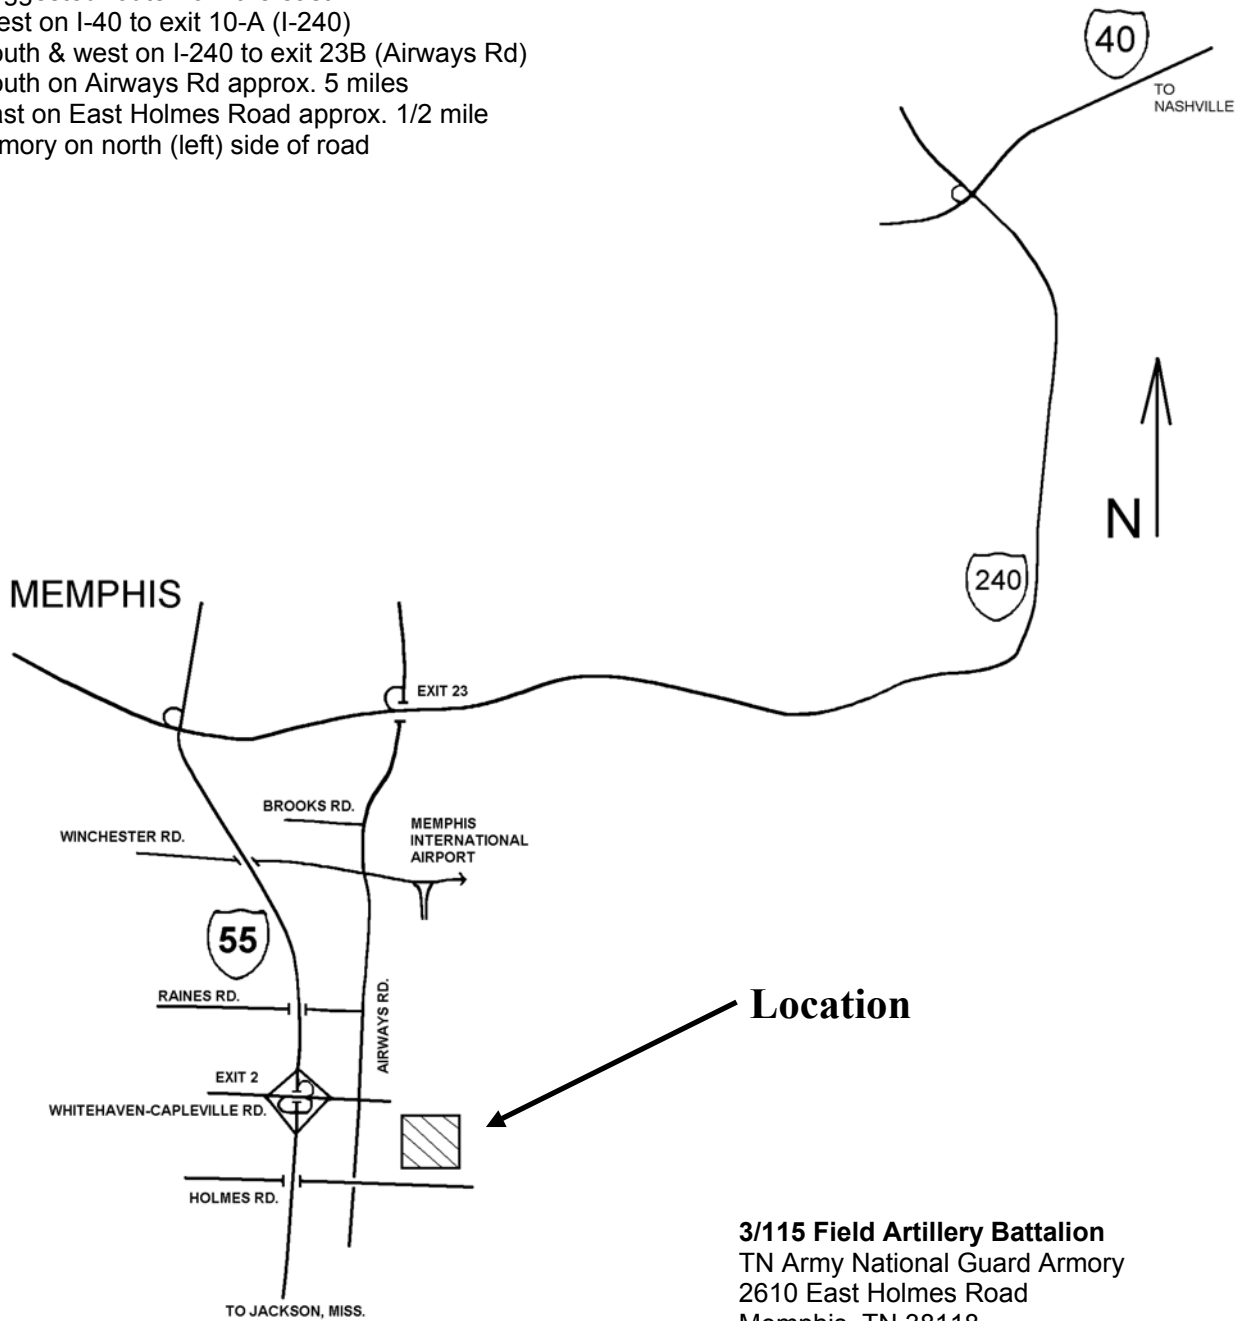 west on I-40 to exit 10-A (I-240)
outh & west on I-240 to exit 23B (Airways Rd)
outh on Airways Rd approx. 5 miles
ast on East Holmes Road approx. 1/2 mile
mory on north (left) side of road
40
TO
NASHVILLE
N
240
MEMPHIS
EXIT 23
BROOKS RD.
WINCHESTER RD.
MEMPHIS
INTERNATIONAL
AIRPORT
55
RAINES RD.
AIRWAYS RD.
Location
EXIT 2
WHITEHAVEN-CAPLEVILLE RD.
HOLMES RD.
TO JACKSON, MISS.
3/115 Field Artillery Battalion
TN Army National Guard Armory
2610 East Holmes Road
Memphis, TN 38118